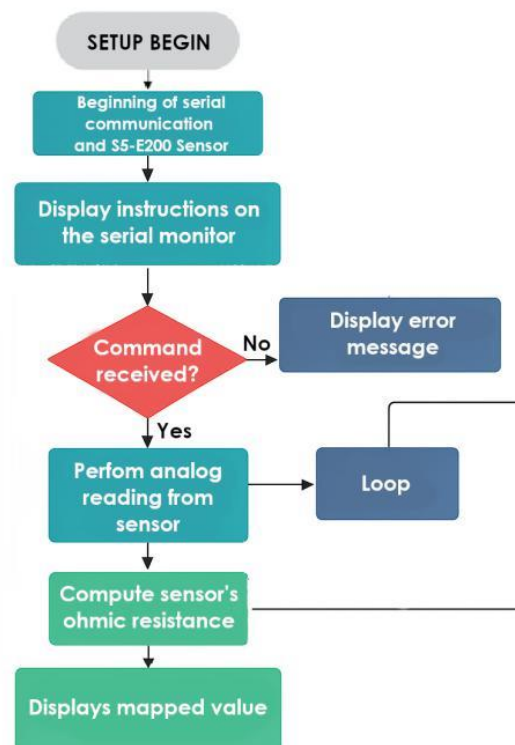 SETUP BEGIN
Beginning of serial
communication
and S5-E200 Sensor
Display instructions on
the serial monitor
Command
received?
No
Display error
message
Yes
Perfom analog
reading from
sensor
Loop
Compute sensor's
ohmic resistance
Displays mapped value